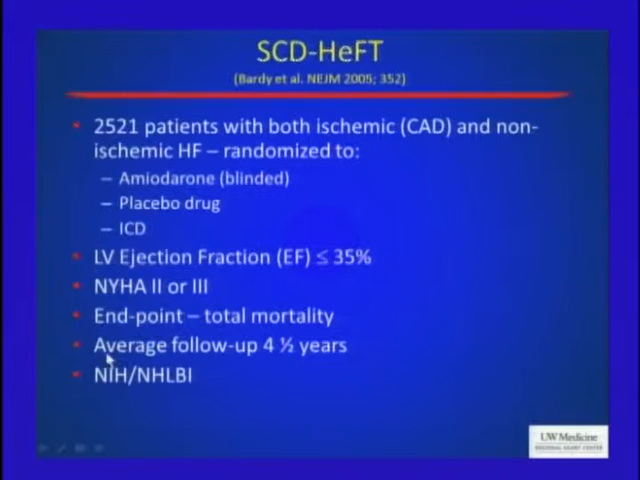 SCD-HeFT
(Bardy et al. NEJM 2005; 352)
2521 patients with both ischemic (CAD) and non-
ischemic HF – randomized to:
– Amiodarone (blinded)
– Placebo drug
– ICD
LV Ejection Fraction (EF) ≤ 35%
NYHA II or III
End-point – total mortality
Average follow-up 4 ½ years
NIH/NHLBI
UW Medicine
REGIONAL HEART CENTER